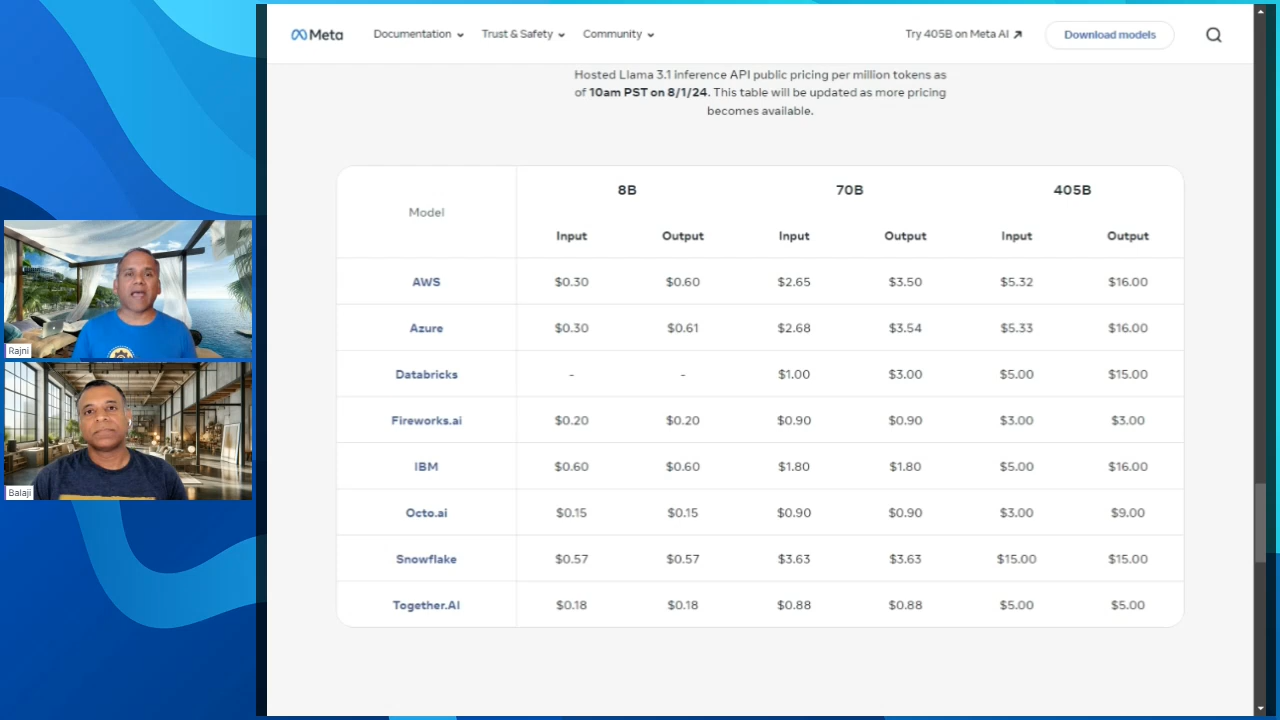 Meta
Documentation
Trust & Safety
Community
Try 405B on Meta AI
Download models
Hosted Llama 3.1 inference API public pricing per million tokens as
of 10am PST on 8/1/24. This table will be updated as more pricing
becomes available.
Model
8B
70B
405B
Input
Output
Input
Output
Input
Output
AWS $0.30 $0.60 $2.65 $3.50 $5.32 $16.00
Azure $0.30 $0.61 $2.68 $3.54 $5.33 $16.00
Databricks - - $1.00 $3.00 $5.00 $15.00
Fireworks.ai $0.20 $0.20 $0.90 $0.90 $3.00 $3.00
IBM $0.60 $0.60 $1.80 $1.80 $5.00 $16.00
Octo.ai $0.15 $0.15 $0.90 $0.90 $3.00 $9.00
Snowflake $0.57 $0.57 $3.63 $3.63 $15.00 $15.00
Together.AI $0.18 $0.18 $0.88 $0.88 $5.00 $5.00
Rajni
Balaji